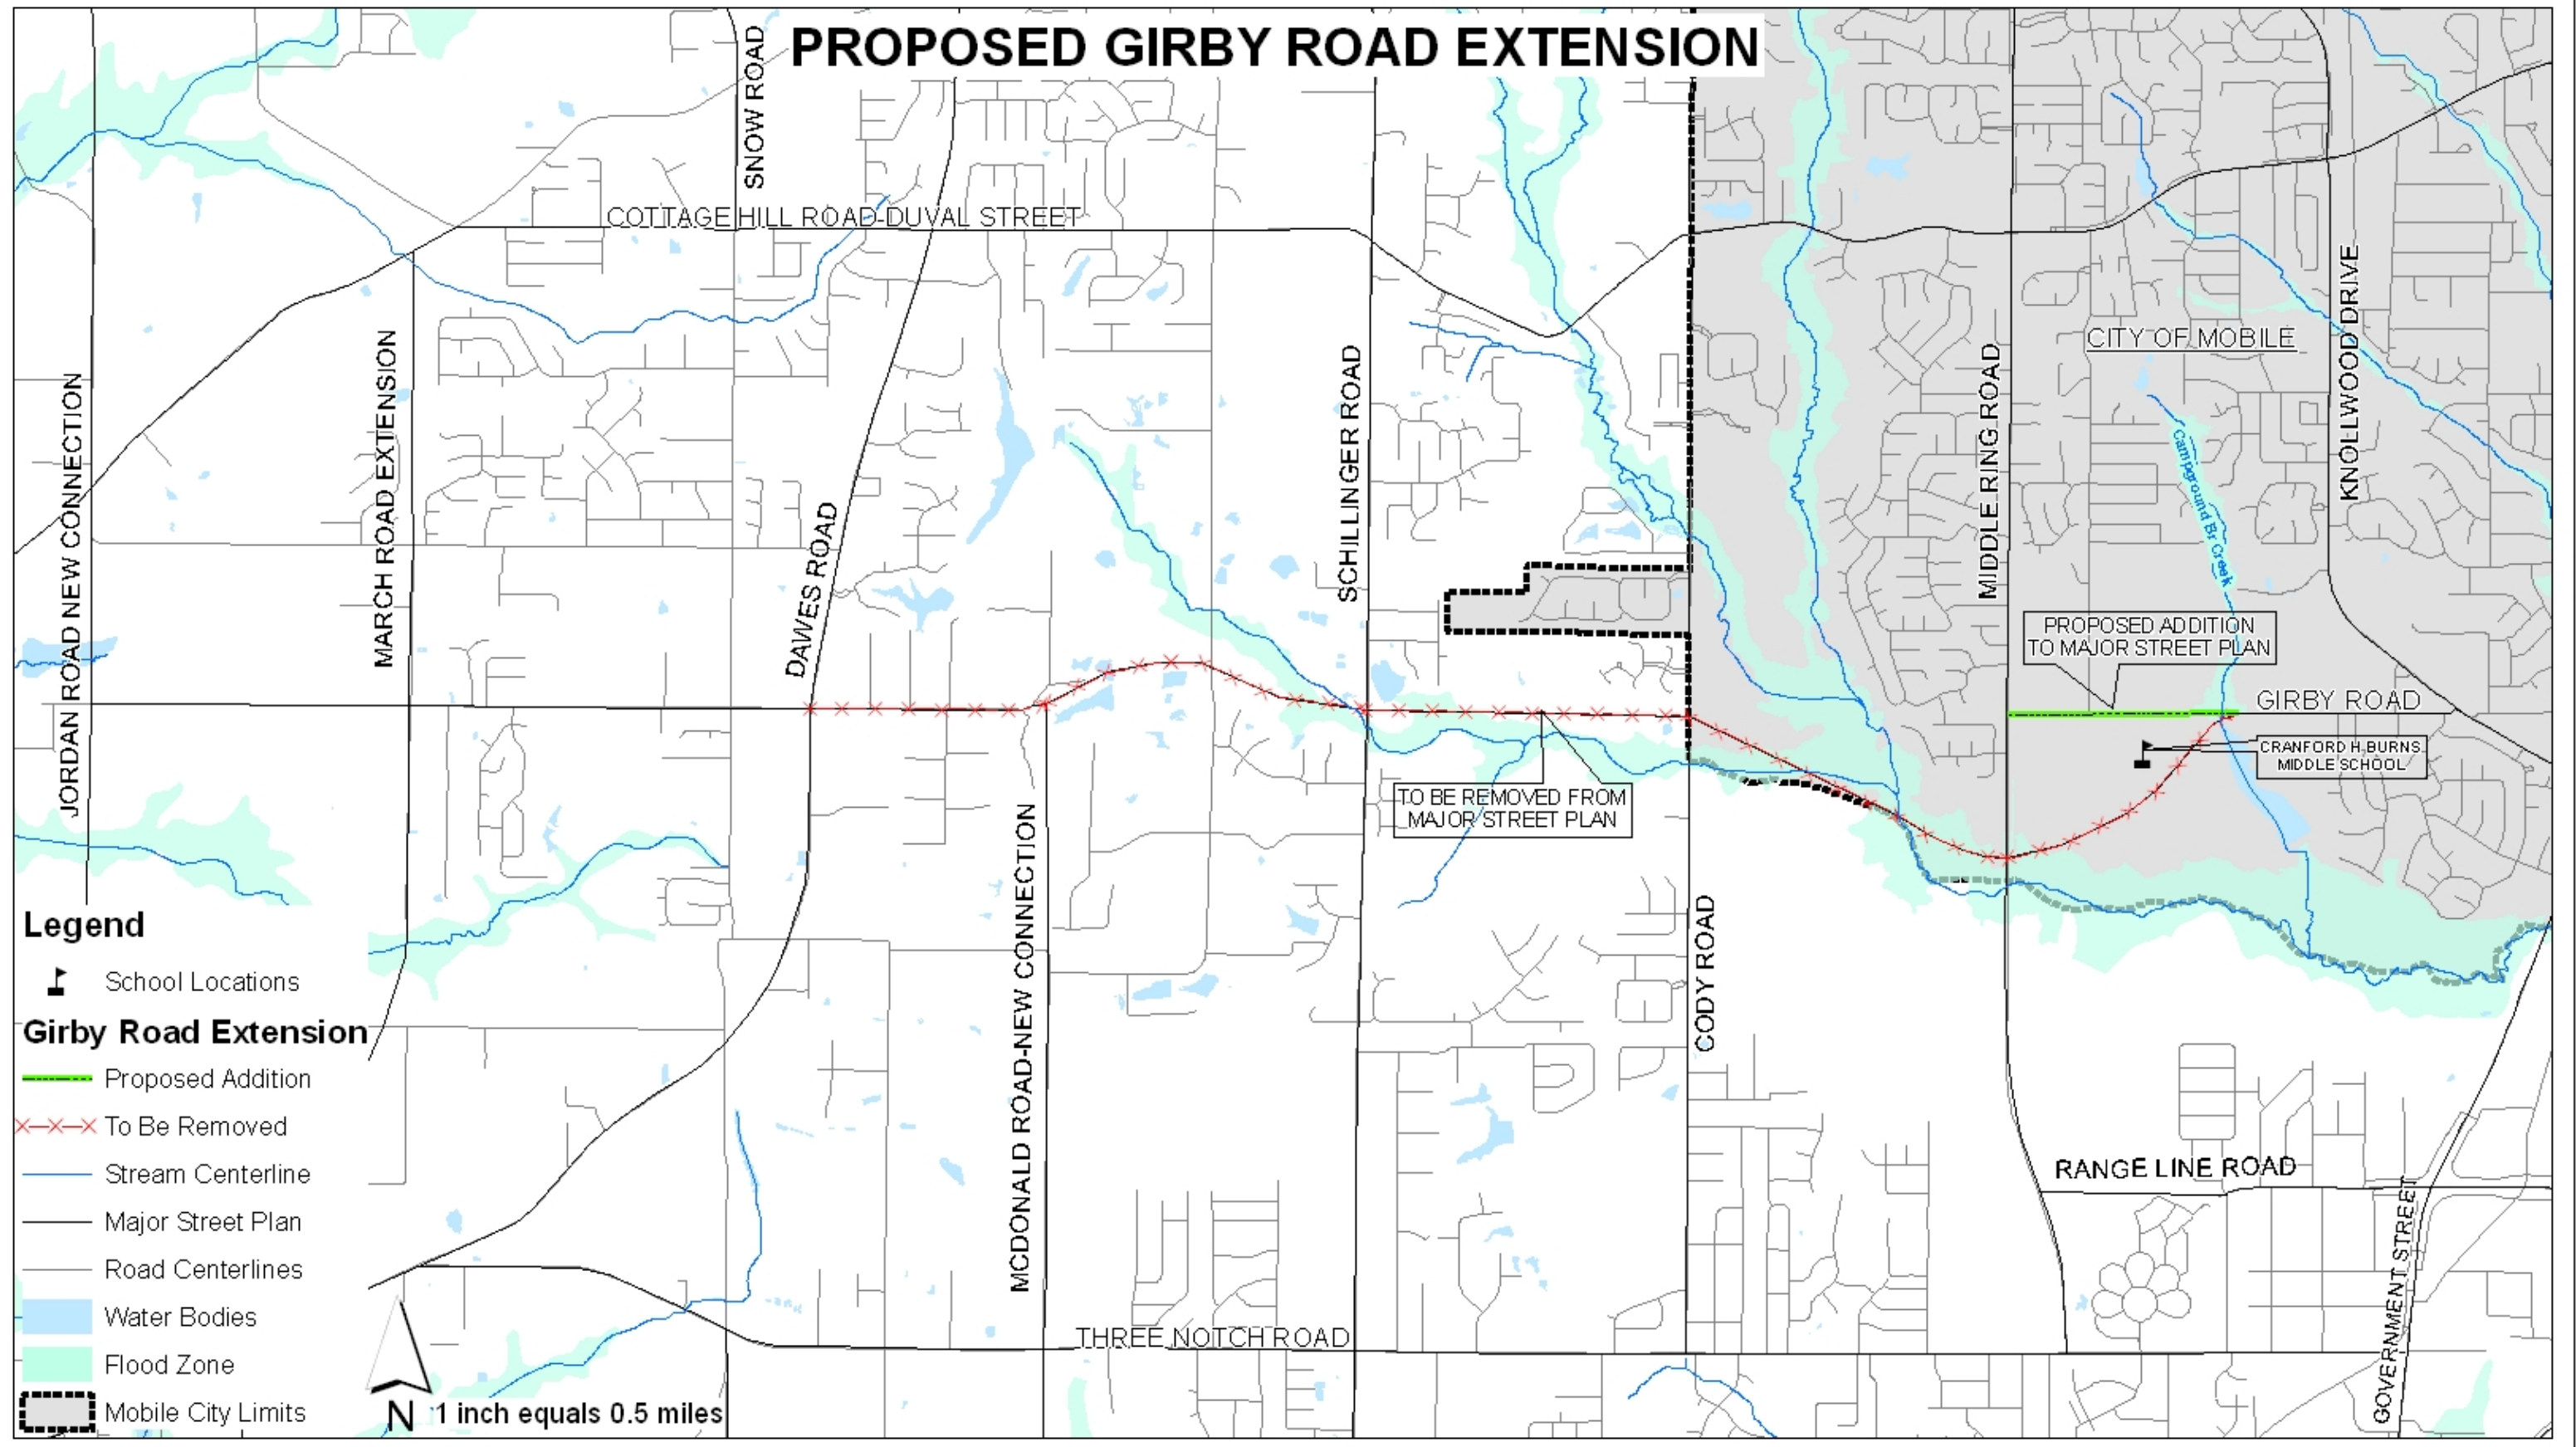 PROPOSED GIRBY ROAD EXTENSION
SNOW ROAD
COTTAGE HILL ROAD-DUVAL STREET
JORDAN ROAD NEW CONNECTION
MARCH ROAD EXTENSION
DAWES ROAD
SCHILLINGER ROAD
MIDDLE RING ROAD
CITY OF MOBILE
KNOLLWOOD DRIVE
Campground Br Creek
PROPOSED ADDITION
TO MAJOR STREET PLAN
GIRBY ROAD
CRANFORD H BURNS
MIDDLE SCHOOL
TO BE REMOVED FROM
MAJOR STREET PLAN
MCDONALD ROAD-NEW CONNECTION
CODY ROAD
RANGE LINE ROAD
GOVERNMENT STREET
THREE NOTCH ROAD
Legend
School Locations
Girby Road Extension
Proposed Addition
To Be Removed
Stream Centerline
Major Street Plan
Road Centerlines
Water Bodies
Flood Zone
Mobile City Limits
N
1 inch equals 0.5 miles